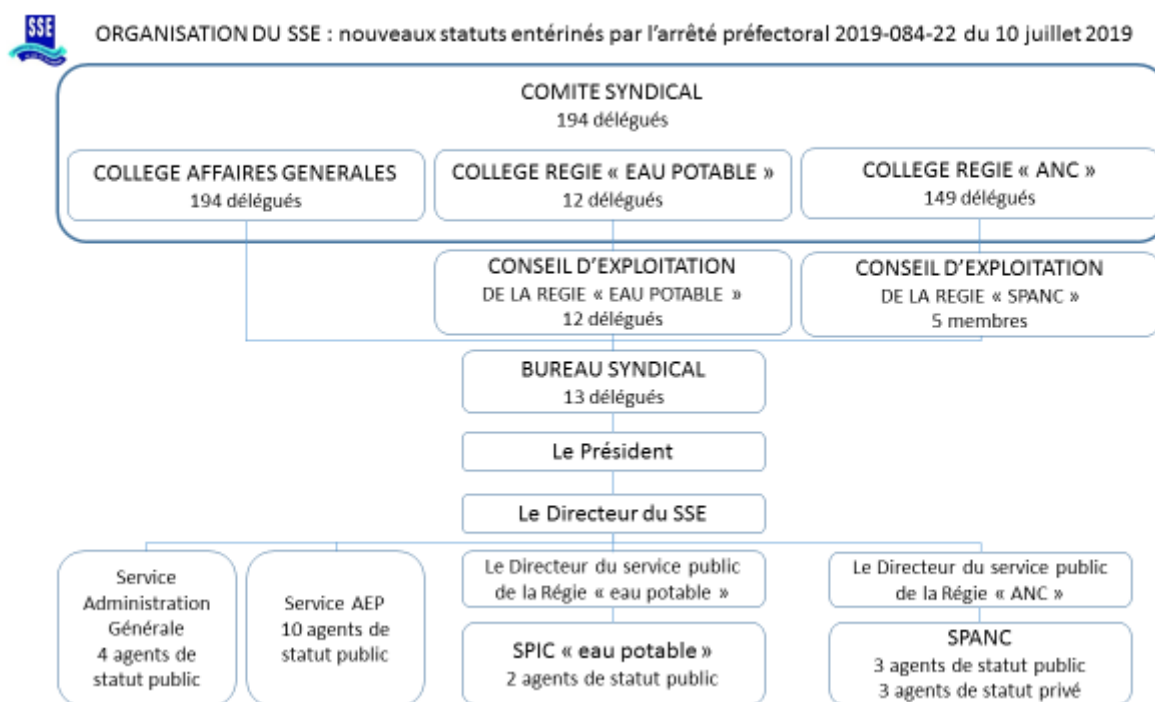 SSE
ORGANISATION DU SSE : nouveaux statuts entérinés par l'arrêté préfectoral 2019-084-22 du 10 juillet 2019
COMITE SYNDICAL
194 délégués
COLLEGE AFFAIRES GENERALES
194 délégués
COLLEGE REGIE « EAU POTABLE »
12 délégués
COLLEGE REGIE « ANC »
149 délégués
CONSEIL D'EXPLOITATION
DE LA REGIE « EAU POTABLE »
12 délégués
CONSEIL D'EXPLOITATION
DE LA REGIE « SPANC »
5 membres
BUREAU SYNDICAL
13 délégués
Le Président
Le Directeur du SSE
Service
Administration
Générale
4 agents de
statut public
Service AEP
10 agents de
statut public
Le Directeur du service public
de la Régie « eau potable »
SPIC « eau potable »
2 agents de statut public
Le Directeur du service public
de la Régie « ANC »
SPANC
3 agents de statut public
3 agents de statut privé